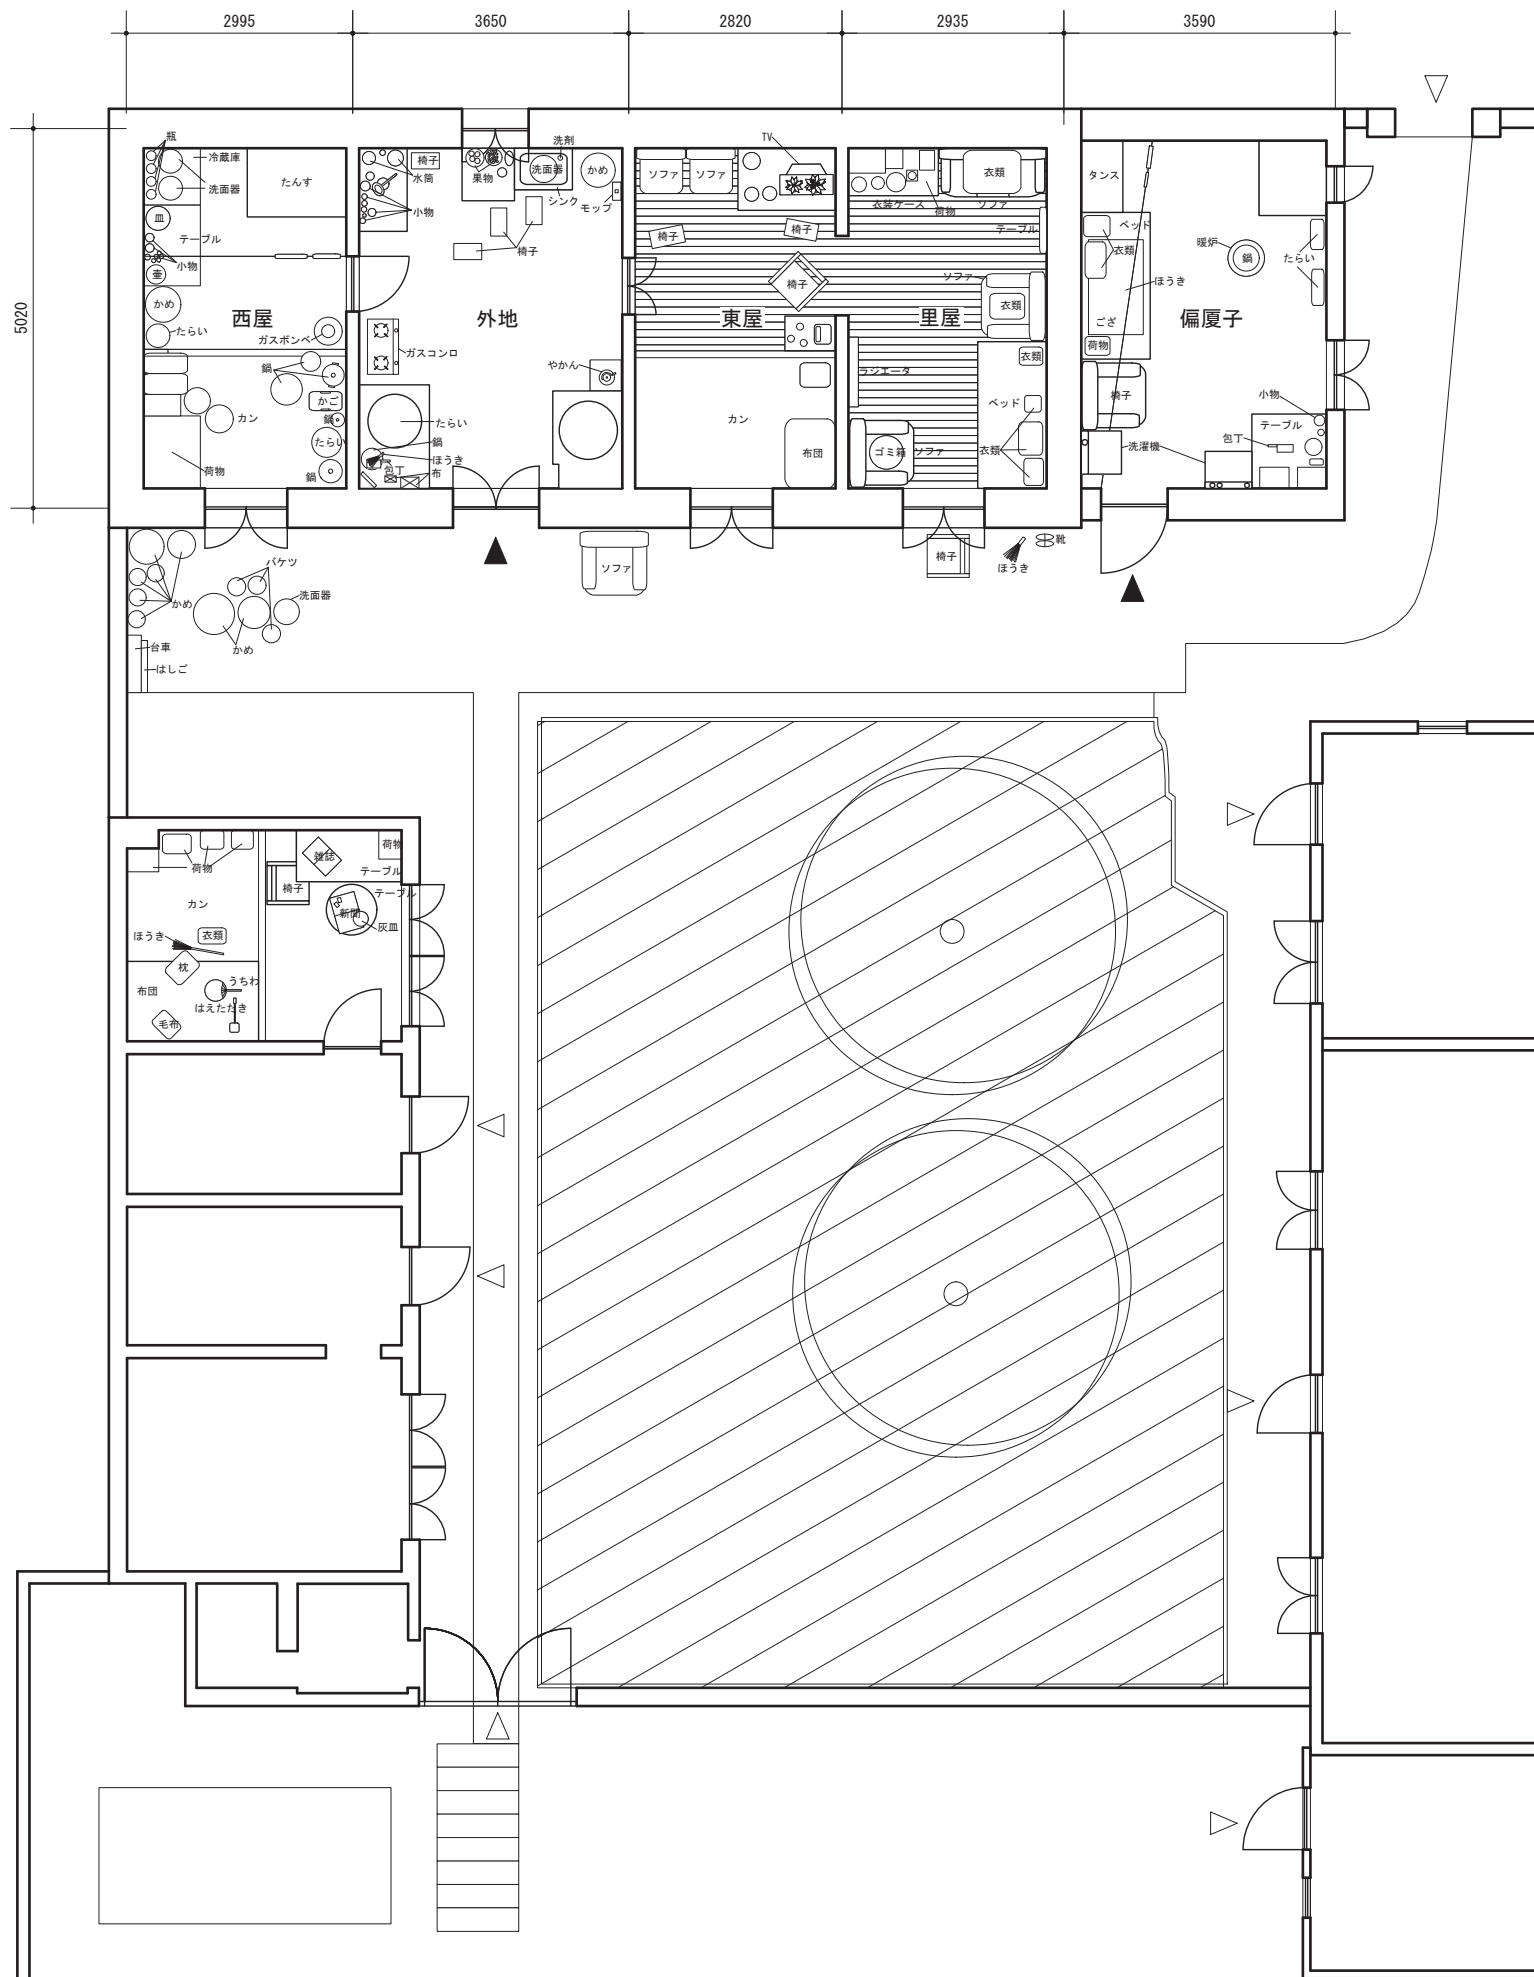 2995
3650
2820
2935
3590
5020
瓶
冷蔵庫
洗面器
たんす
皿
テーブル
小物
壷
かめ
たらい
西屋
ガスボンベ
鍋
かご
鍋
カン
たらい
荷物
鍋
椅子
水筒
小物
果物
洗剤
洗面器
シンク
かめ
モップ
椅子
外地
ガスコンロ
やかん
たらい
鍋
ほうき
包丁
布
TV
ソファ
ソファ
椅子
椅子
椅子
東屋
カン
布団
衣装ケース
荷物
衣類
ソファ
テーブル
ソファ
衣類
里屋
ラジエータ
衣類
ベッド
衣類
ゴミ箱
ソファ
タンス
ベッド
衣類
ほうき
ござ
荷物
椅子
暖炉
鍋
たらい
偏厦子
小物
テーブル
包丁
洗濯機
ソファ
椅子
ほうき
靴
バケツ
洗面器
かめ
かめ
台車
はしご
荷物
カン
ほうき
衣類
枕
布団
うちわ
はえたたき
毛布
雑誌
荷物
テーブル
椅子
テーブル
新聞
灰皿